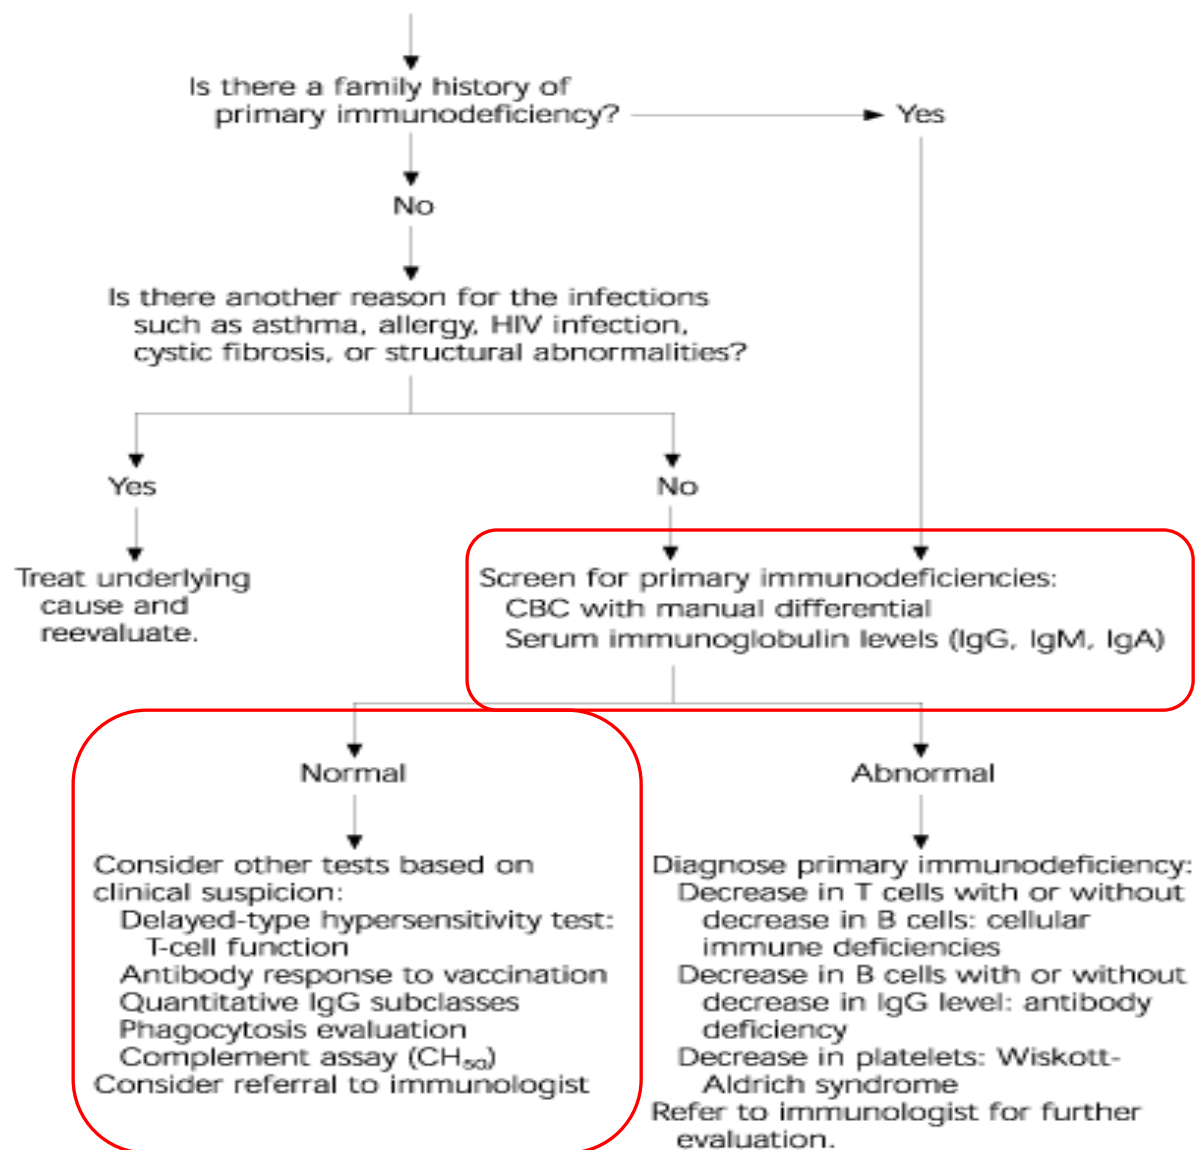 Is there a family history of
primary immunodeficiency?
Yes
No
Is there another reason for the infections
such as asthma, allergy, HIV infection,
cystic fibrosis, or structural abnormalities?
Yes
No
Treat underlying
cause and
reevaluate.
Screen for primary immunodeficiencies:
CBC with manual differential
Serum immunoglobulin levels (IgG, IgM, IgA)
Normal
Abnormal
Consider other tests based on
clinical suspicion:
Delayed-type hypersensitivity test:
T-cell function
Antibody response to vaccination
Quantitative IgG subclasses
Phagocytosis evaluation
Complement assay (CH₅₀)
Consider referral to immunologist
Diagnose primary immunodeficiency:
Decrease in T cells with or without
decrease in B cells: cellular
immune deficiencies
Decrease in B cells with or without
decrease in IgG level: antibody
deficiency
Decrease in platelets: Wiskott-
Aldrich syndrome
Refer to immunologist for further
evaluation.